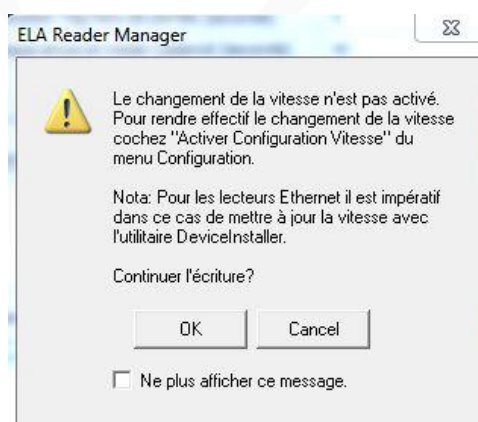 ELA Reader Manager
Le changement de la vitesse n'est pas activé.
Pour rendre effectif le changement de la vitesse
cochez "Activer Configuration Vitesse" du
menu Configuration.
Nota: Pour les lecteurs Ethernet il est impératif
dans ce cas de mettre à jour la vitesse avec
l'utilitaire DeviceInstaller.
Continuer l'écriture?
OK
Cancel
Ne plus afficher ce message.